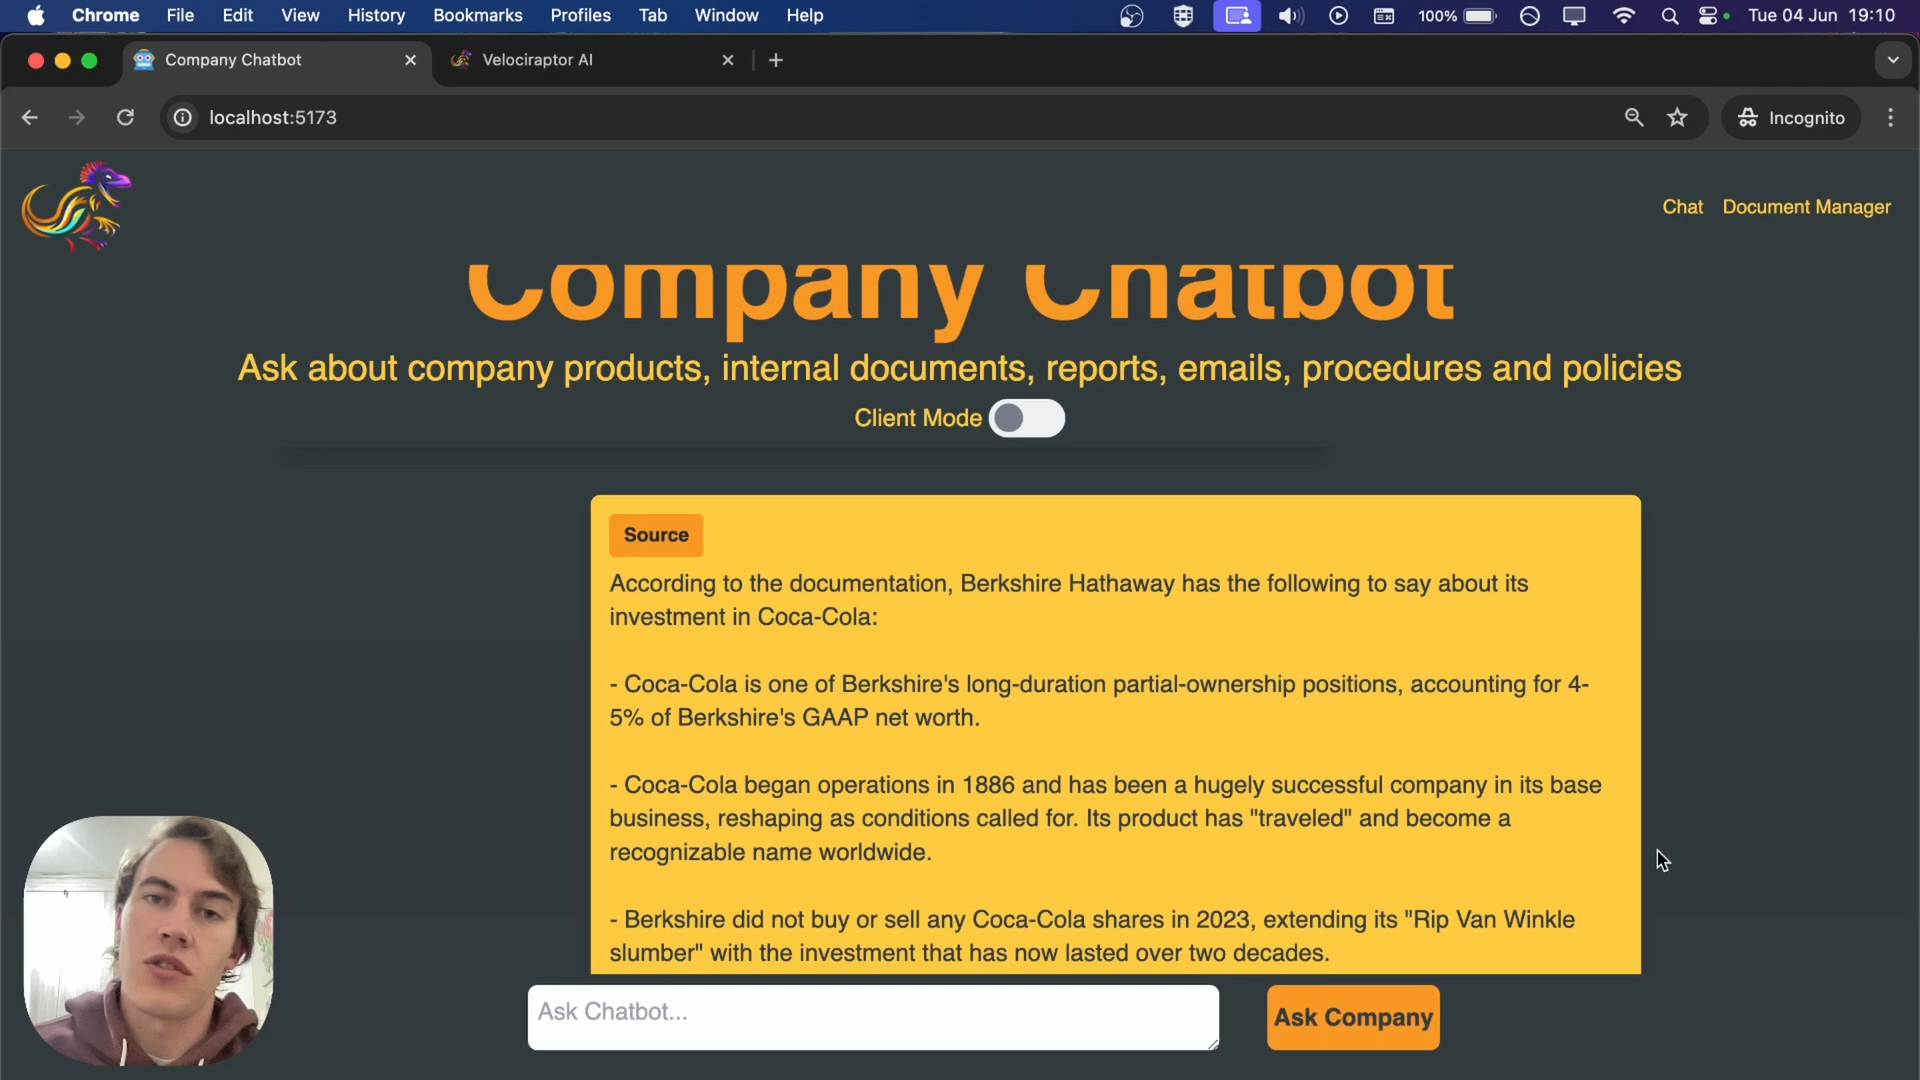 Chrome File Edit View History Bookmarks Profiles Tab Window Help 100% Tue 04 Jun 19:10
Company Chatbot Velociraptor AI
localhost:5173 Incognito
Chat Document Manager
Company Chatbot
Ask about company products, internal documents, reports, emails, procedures and policies
Client Mode
Source
According to the documentation, Berkshire Hathaway has the following to say about its
investment in Coca-Cola:
- Coca-Cola is one of Berkshire's long-duration partial-ownership positions, accounting for 4-
5% of Berkshire's GAAP net worth.
- Coca-Cola began operations in 1886 and has been a hugely successful company in its base
business, reshaping as conditions called for. Its product has "traveled" and become a
recognizable name worldwide.
- Berkshire did not buy or sell any Coca-Cola shares in 2023, extending its "Rip Van Winkle
slumber" with the investment that has now lasted over two decades.
Ask Chatbot...
Ask Company